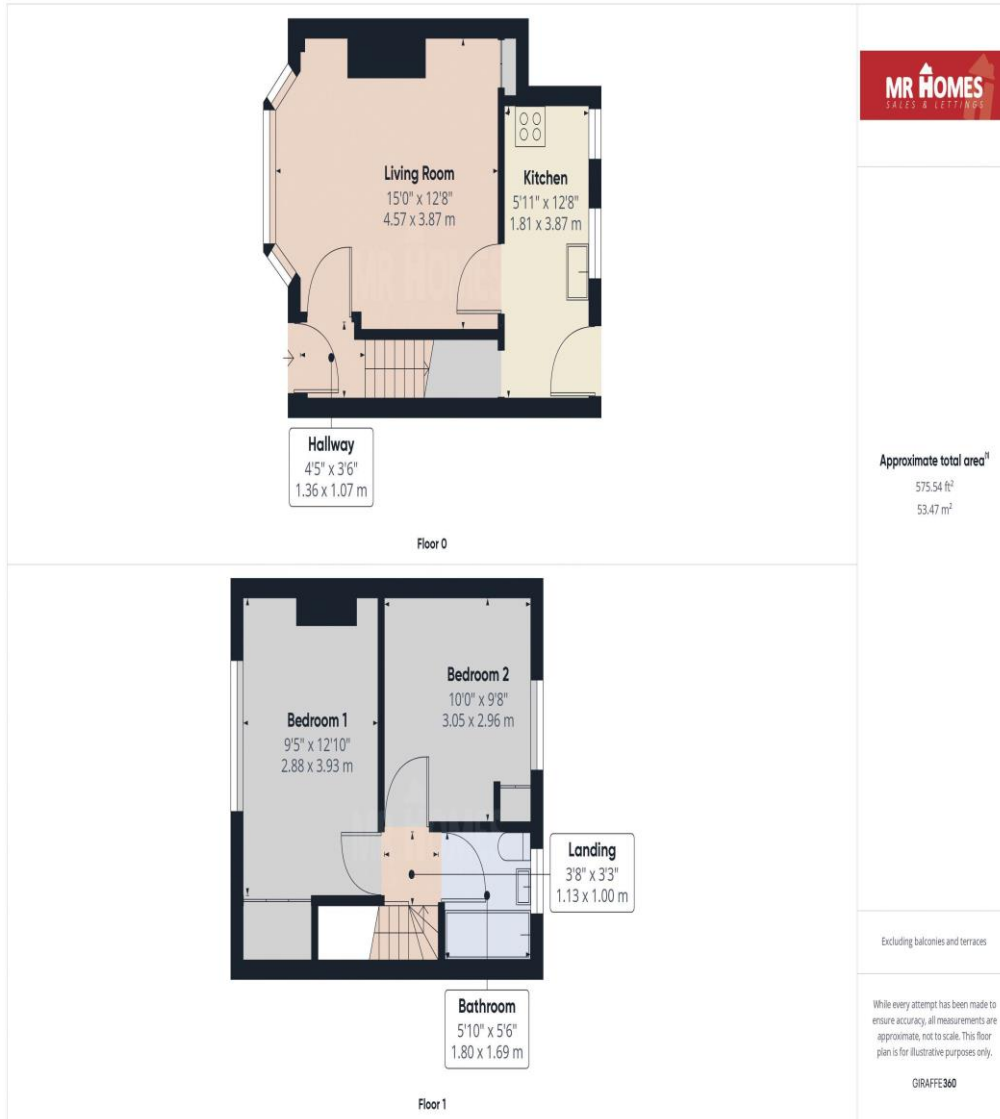 MR HOMES
SALES & LETTINGS
Living Room
15'0" x 12'8"
4.57 x 3.87 m
Kitchen
5'11" x 12'8"
1.81 x 3.87 m
MR HOMES
Hallway
4'5" x 3'6"
1.36 x 1.07 m
Floor 0
Approximate total area⁽¹⁾
575.54 ft²
53.47 m²
Bedroom 1
9'5" x 12'10"
2.88 x 3.93 m
Bedroom 2
10'0" x 9'8"
3.05 x 2.96 m
MR HOMES
Landing
3'8" x 3'3"
1.13 x 1.00 m
Bathroom
5'10" x 5'6"
1.80 x 1.69 m
Floor 1
Excluding balconies and terraces
While every attempt has been made to
ensure accuracy, all measurements are
approximate, not to scale. This floor
plan is for illustrative purposes only.
GIRAFFE360